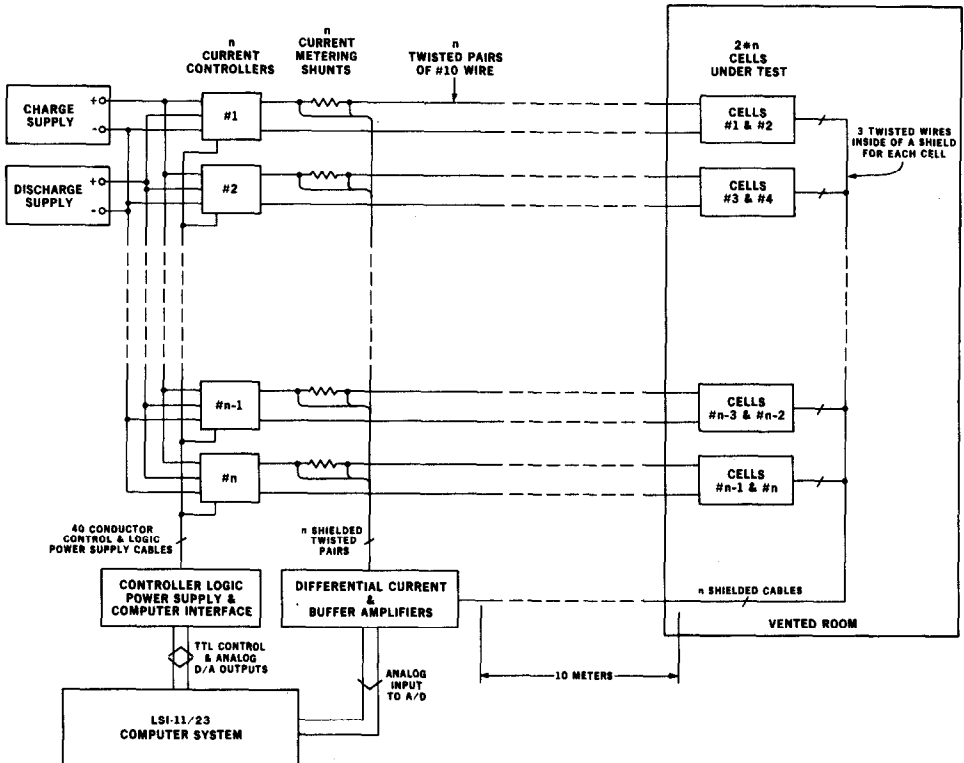 n
CURRENT
CONTROLLERS
n
CURRENT
METERING
SHUNTS
n
TWISTED PAIRS
OF #10 WIRE
2*n
CELLS
UNDER TEST
CHARGE
SUPPLY
+
-
#1
CELLS
#1 & #2
3 TWISTED WIRES
INSIDE OF A SHIELD
FOR EACH CELL
DISCHARGE
SUPPLY
+
-
#2
CELLS
#3 & #4
#n-1
CELLS
#n-3 & #n-2
#n
CELLS
#n-1 & #n
40 CONDUCTOR
CONTROL & LOGIC
POWER SUPPLY CABLES
n SHIELDED
TWISTED
PAIRS
CONTROLLER LOGIC
POWER SUPPLY &
COMPUTER INTERFACE
DIFFERENTIAL CURRENT
&
BUFFER AMPLIFIERS
n SHIELDED CABLES
VENTED ROOM
TTL CONTROL
& ANALOG
D/A OUTPUTS
ANALOG
INPUT
TO A/D
10 METERS
LSI-11/23
COMPUTER SYSTEM